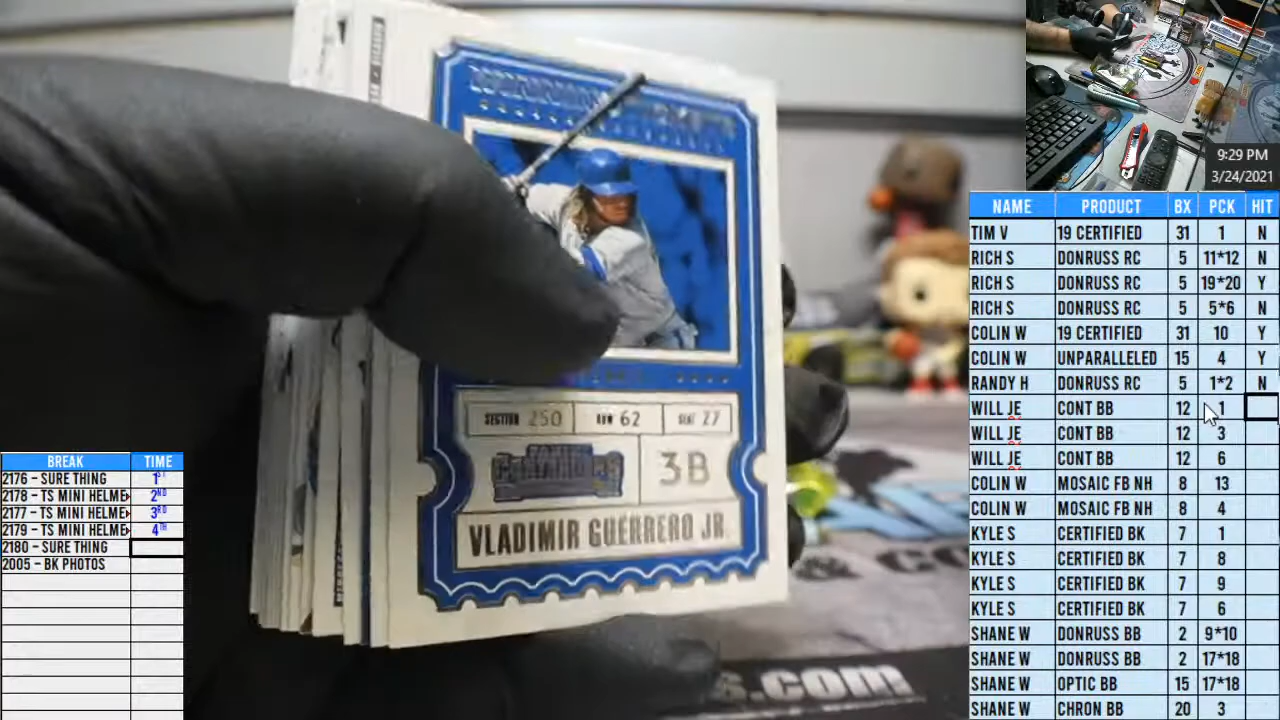 SECTION 250 ROW 62 SEAT 27
CONTENDERS
3B
VLADIMIR GUERRERO JR.
s.com
9:29 PM
3/24/2021
NAME PRODUCT BX PCK HIT
TIM V 19 CERTIFIED 31 1 N
RICH S DONRUSS RC 5 11*12 N
RICH S DONRUSS RC 5 19*20 Y
RICH S DONRUSS RC 5 5*6 N
COLIN W 19 CERTIFIED 31 10 Y
COLIN W UNPARALLELED 15 4 Y
RANDY H DONRUSS RC 5 1*2 N
WILL JE CONT BB 12 1
WILL JE CONT BB 12 3
WILL JE CONT BB 12 6
COLIN W MOSAIC FB NH 8 13
COLIN W MOSAIC FB NH 8 4
KYLE S CERTIFIED BK 7 1
KYLE S CERTIFIED BK 7 8
KYLE S CERTIFIED BK 7 9
KYLE S CERTIFIED BK 7 6
SHANE W DONRUSS BB 2 9*10
SHANE W DONRUSS BB 2 17*18
SHANE W OPTIC BB 15 17*18
SHANE W CHRON BB 20 3
BREAK TIME
2176 - SURE THING 1ST
2178 - TS MINI HELME 2ND
2177 - TS MINI HELME 3RD
2179 - TS MINI HELME 4TH
2180 - SURE THING
2005 - BK PHOTOS